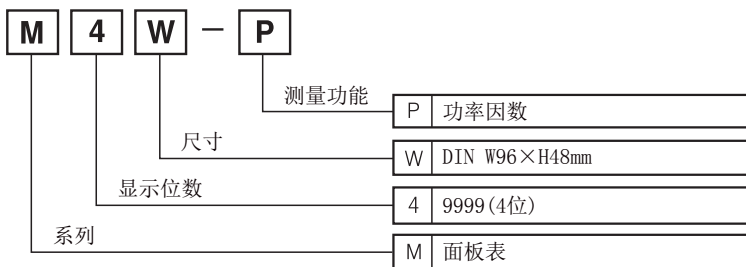 M 4 W － P
测量功能 P 功率因数
尺寸 W DIN W96×H48mm
显示位数 4 9999(4位)
系列 M 面板表